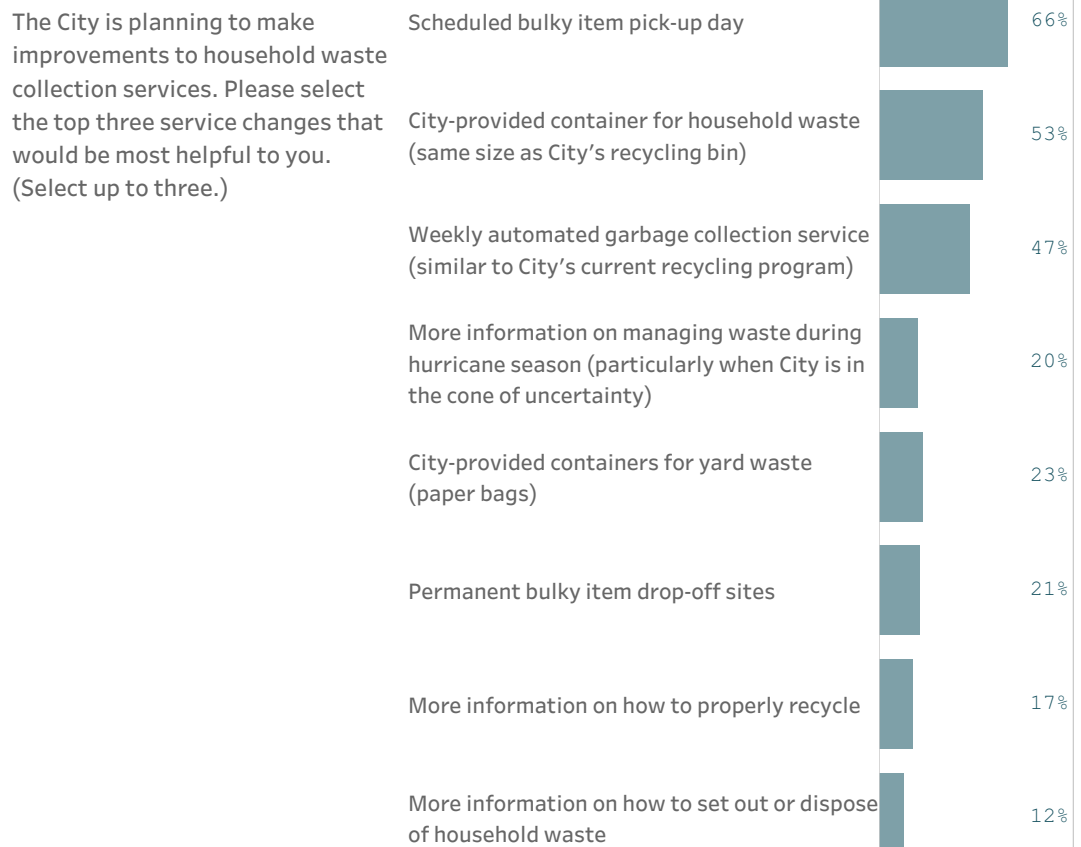 The City is planning to make
improvements to household waste
collection services. Please select
the top three service changes that
would be most helpful to you.
(Select up to three.)
Scheduled bulky item pick-up day
66%
City-provided container for household waste
(same size as City's recycling bin)
53%
Weekly automated garbage collection service
(similar to City's current recycling program)
47%
More information on managing waste during
hurricane season (particularly when City is in
the cone of uncertainty)
20%
City-provided containers for yard waste
(paper bags)
23%
Permanent bulky item drop-off sites
21%
More information on how to properly recycle
17%
More information on how to set out or dispose
of household waste
12%